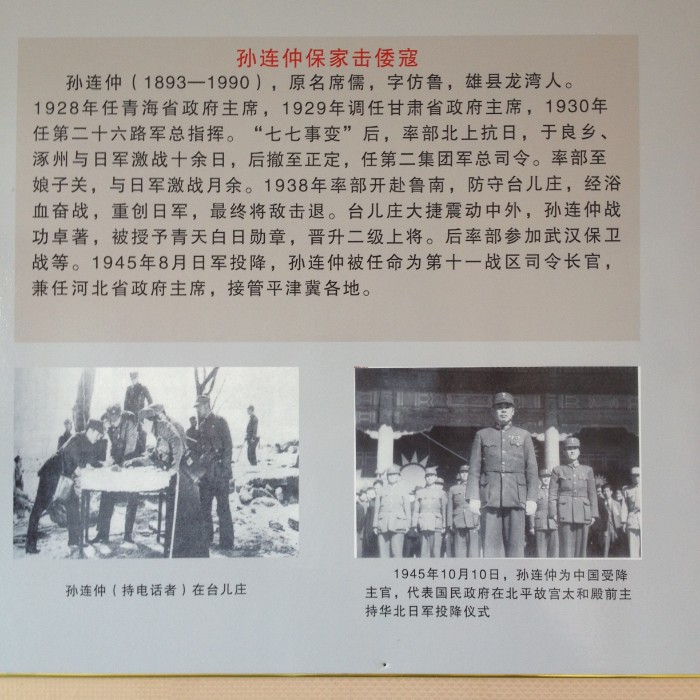 孙连仲保家击倭寇
孙连仲（1893—1990），原名席儒，字仿鲁，雄县龙湾人。
1928年任青海省政府主席，1929年调任甘肃省政府主席，1930年
任第二十六路军总指挥。“七七事变”后，率部北上抗日，于良乡、
涿州与日军激战十余日，后撤至正定，任第二集团军总司令。率部至
娘子关，与日军激战月余。1938年率部开赴鲁南，防守台儿庄，经浴
血奋战，重创日军，最终将敌击退。台儿庄大捷震动中外，孙连仲战
功卓著，被授予青天白日勋章，晋升二级上将。后率部参加武汉保卫
战等。1945年8月日军投降，孙连仲被任命为第十一战区司令长官，
兼任河北省政府主席，接管平津冀各地。
孙连仲（持电话者）在台儿庄
1945年10月10日，孙连仲为中国受降
主官，代表国民政府在北平故宫太和殿前主
持华北日军投降仪式